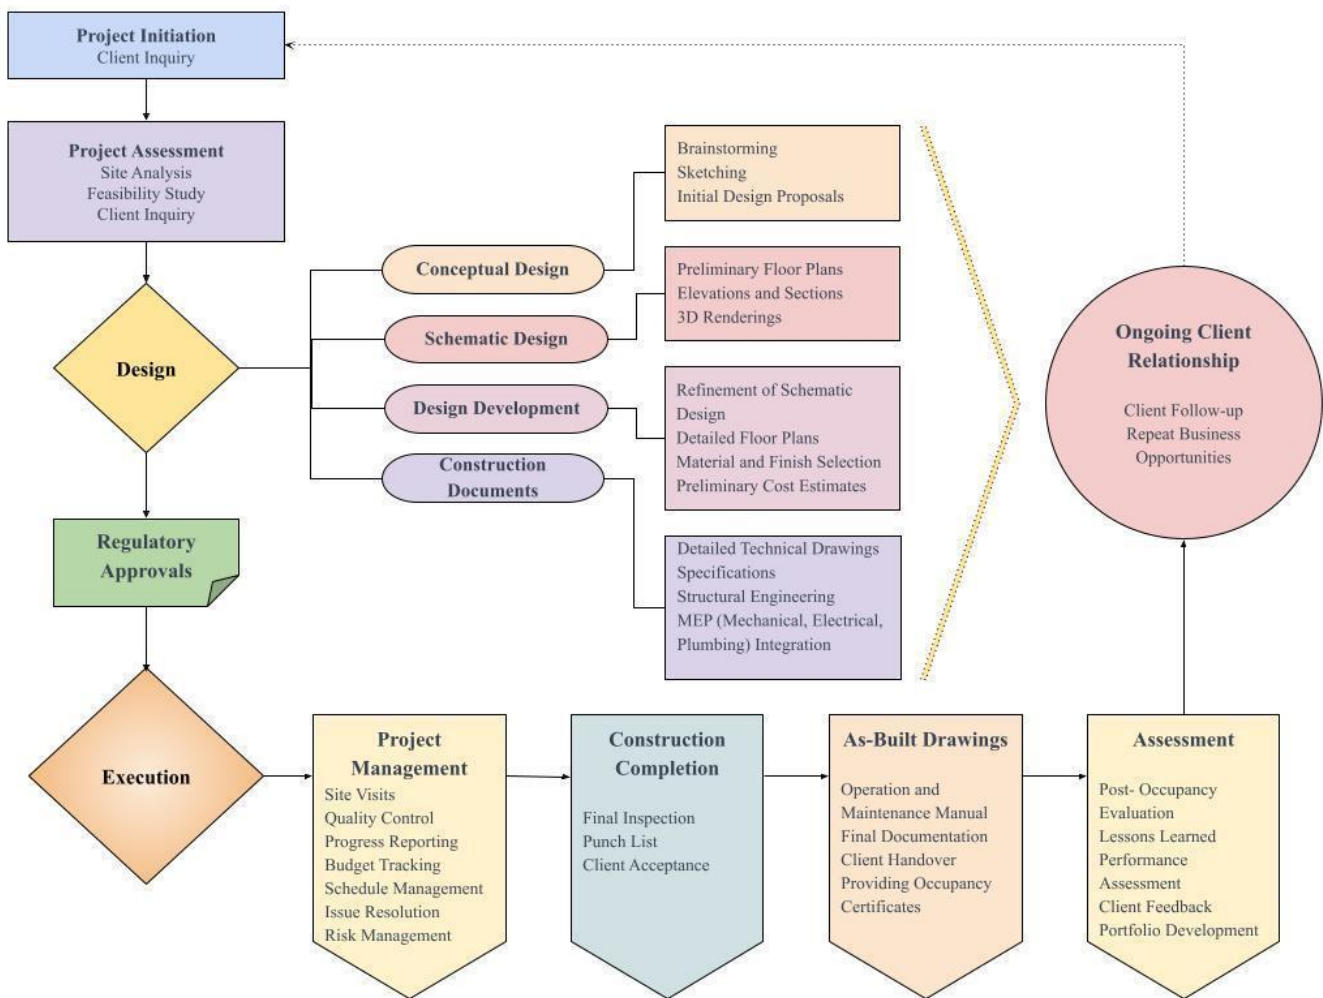 Project Initiation
Client Inquiry
Project Assessment
Site Analysis
Feasibility Study
Client Inquiry
Design
Conceptual Design
Schematic Design
Design Development
Construction
Documents
Brainstorming
Sketching
Initial Design Proposals
Preliminary Floor Plans
Elevations and Sections
3D Renderings
Refinement of Schematic
Design
Detailed Floor Plans
Material and Finish Selection
Preliminary Cost Estimates
Detailed Technical Drawings
Specifications
Structural Engineering
MEP (Mechanical, Electrical,
Plumbing) Integration
Ongoing Client
Relationship
Client Follow-up
Repeat Business
Opportunities
Regulatory
Approvals
Execution
Project
Management
Site Visits
Quality Control
Progress Reporting
Budget Tracking
Schedule Management
Issue Resolution
Risk Management
Construction
Completion
Final Inspection
Punch List
Client Acceptance
As-Built Drawings
Operation and
Maintenance Manual
Final Documentation
Client Handover
Providing Occupancy
Certificates
Assessment
Post- Occupancy
Evaluation
Lessons Learned
Performance
Assessment
Client Feedback
Portfolio Development